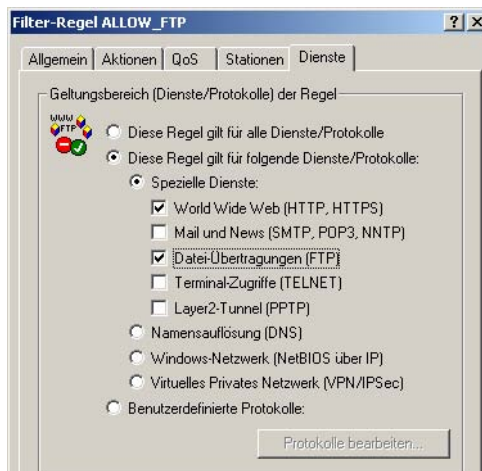 Filter-Regel ALLOW_FTP
Allgemein Aktionen QoS Stationen Dienste
Geltungsbereich (Dienste/Protokolle) der Regel
WWW
FTP
Diese Regel gilt für alle Dienste/Protokolle
Diese Regel gilt für folgende Dienste/Protokolle:
Spezielle Dienste:
World Wide Web (HTTP, HTTPS)
Mail und News (SMTP, POP3, NNTP)
Datei-Übertragungen (FTP)
Terminal-Zugriffe (TELNET)
Layer2-Tunnel (PPTP)
Namensauflösung (DNS)
Windows-Netzwerk (NetBIOS über IP)
Virtuelles Privates Netzwerk (VPN/IPSec)
Benutzerdefinierte Protokolle:
Protokolle bearbeiten...